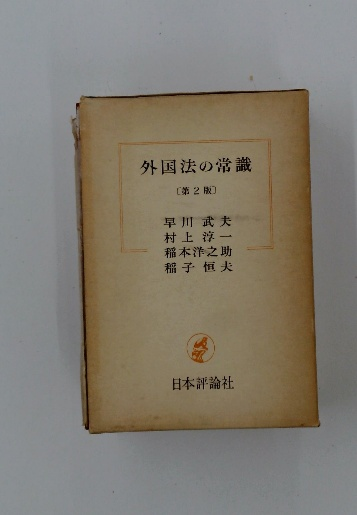 外国法の常識
〔第2版〕
早川武夫
村上淳一
稲本洋之助
稲子恒夫
日本評論社